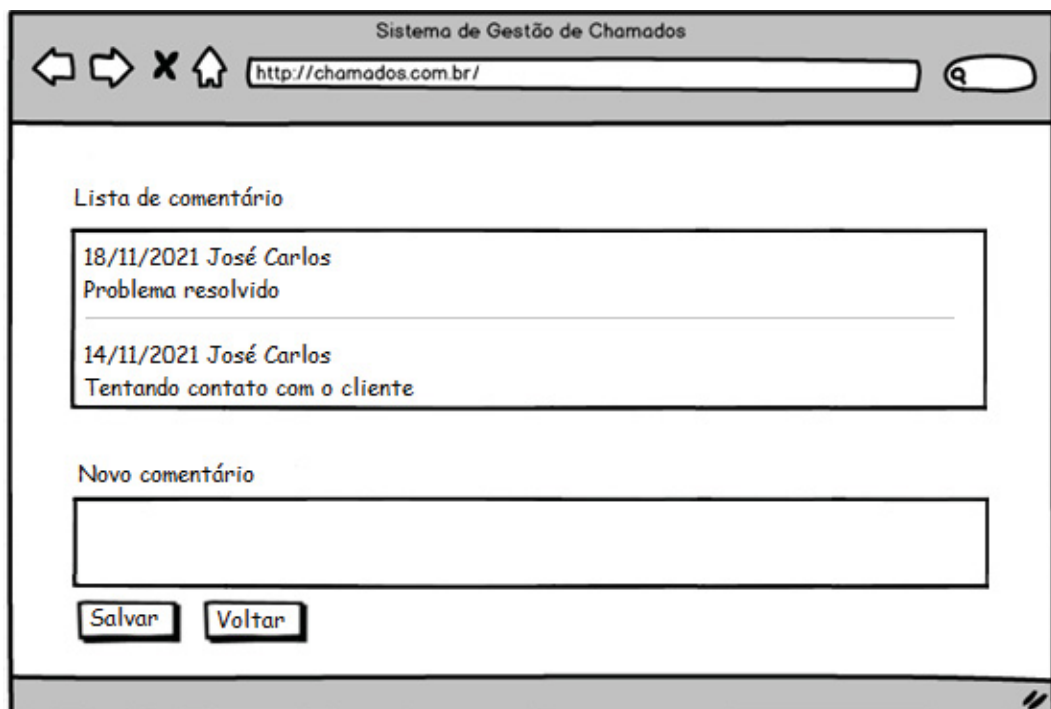 Sistema de Gestão de Chamados
http://chamados.com.br/
Lista de comentário
18/11/2021 José Carlos
Problema resolvido
14/11/2021 José Carlos
Tentando contato com o cliente
Novo comentário
Salvar Voltar